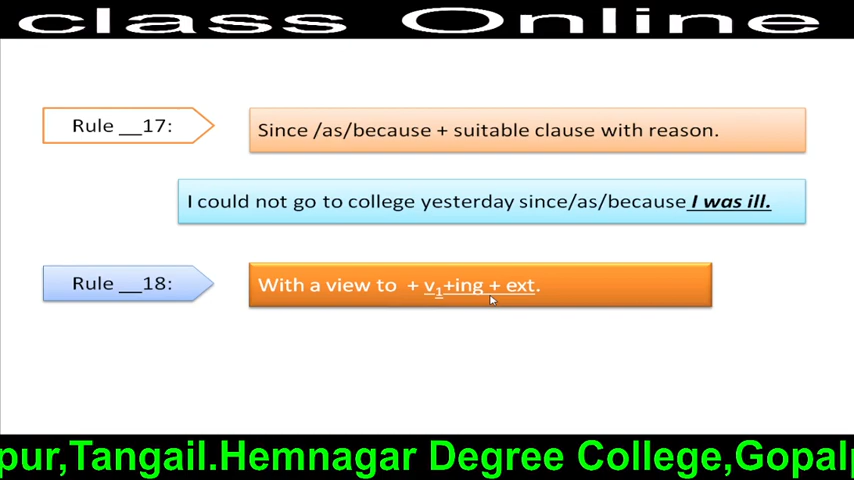 class Online
Rule __17:
Since /as/because + suitable clause with reason.
I could not go to college yesterday since/as/because I was ill.
Rule __18:
With a view to + v1+ing + ext.
pur,Tangail.Hemnagar Degree College,Gopalp